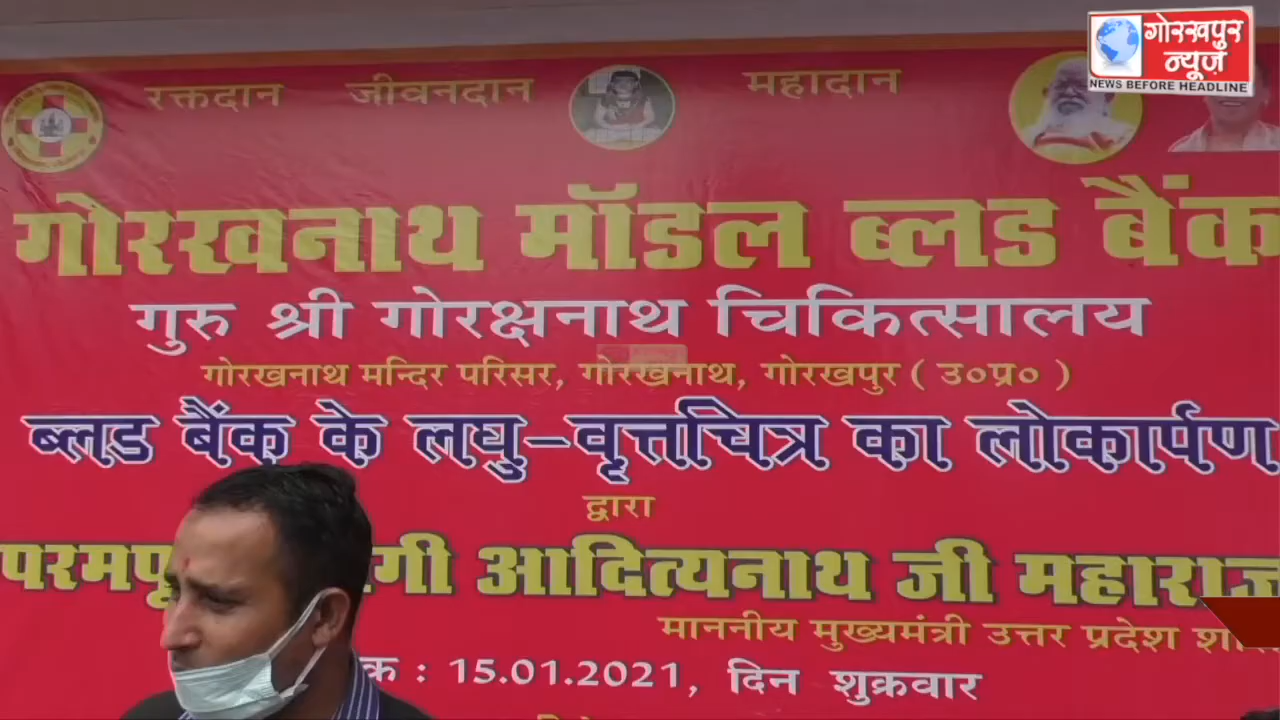 गोरखपुर
न्यूज़
NEWS BEFORE HEADLINE
रक्तदान जीवनदान महादान
गोरखनाथ मॉडल ब्लड बैंक
गुरु श्री गोरक्षनाथ चिकित्सालय
गोरखनाथ मन्दिर परिसर, गोरखनाथ, गोरखपुर ( उ०प्र० )
ब्लड बैंक के लघु-वृत्तचित्र का लोकार्पण
द्वारा
आदित्यनाथ जी महाराज
माननीय मुख्यमंत्री उत्तर प्रदेश
: 15.01.2021, दिन शुक्रवार